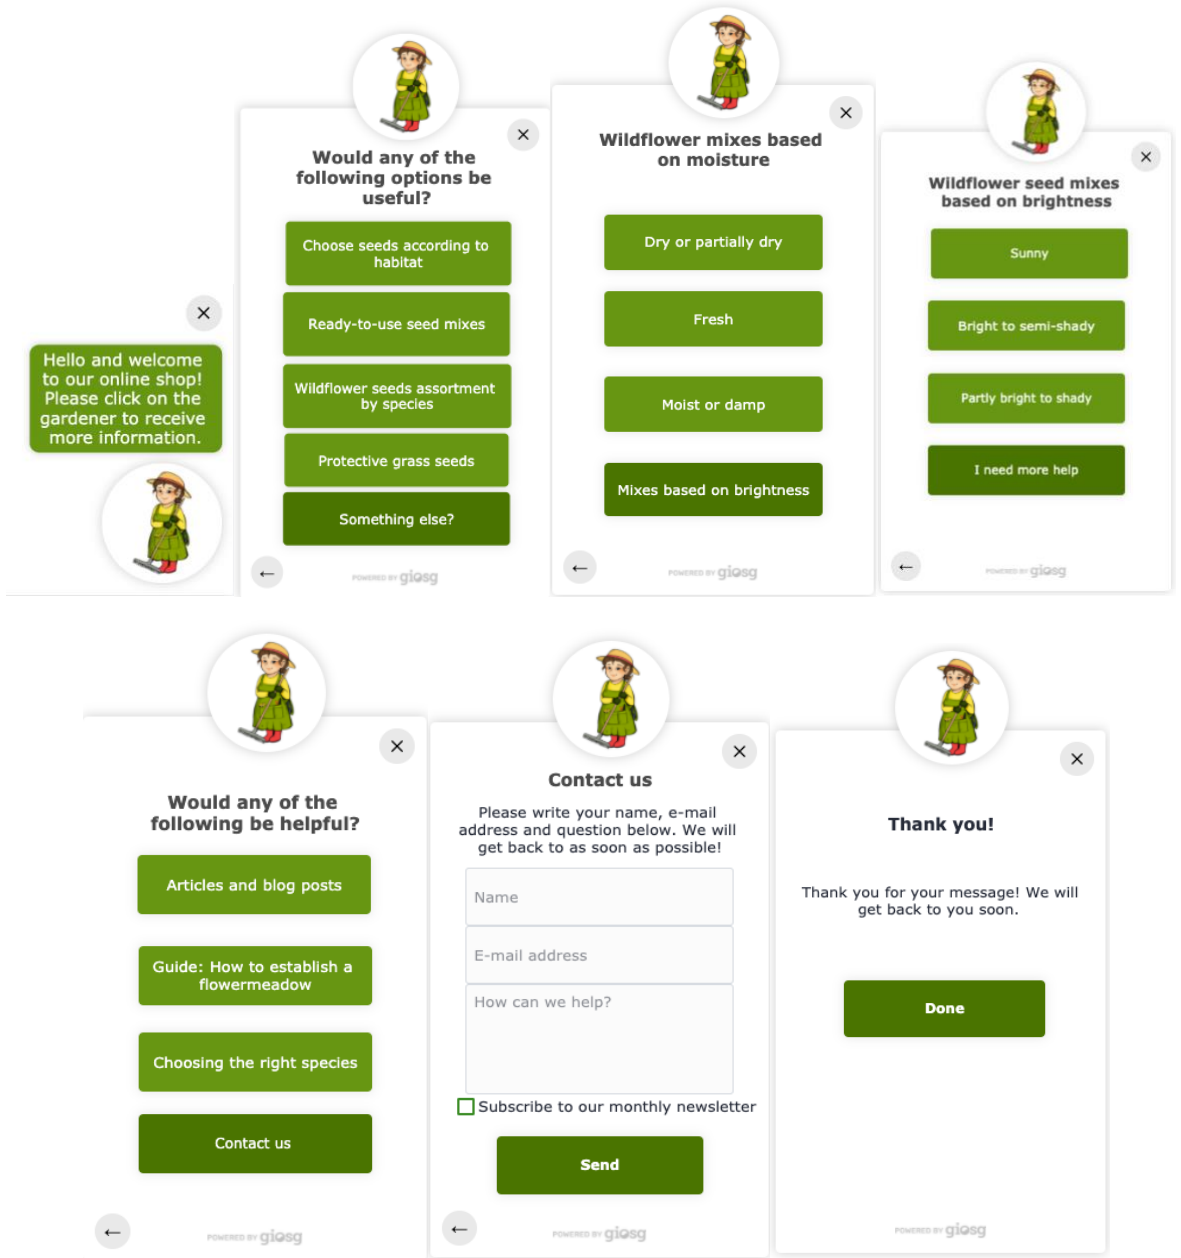 Hello and welcome
to our online shop!
Please click on the
gardener to receive
more information.
Would any of the
following options be
useful?
Choose seeds according to
habitat
Ready-to-use seed mixes
Wildflower seeds assortment
by species
Protective grass seeds
Something else?
POWERED BY giosg
Wildflower mixes based
on moisture
Dry or partially dry
Fresh
Moist or damp
Mixes based on brightness
POWERED BY giosg
Wildflower seed mixes
based on brightness
Sunny
Bright to semi-shady
Partly bright to shady
I need more help
POWERED BY giosg
Would any of the
following be helpful?
Articles and blog posts
Guide: How to establish a
flowermeadow
Choosing the right species
Contact us
POWERED BY giosg
Contact us
Please write your name, e-mail
address and question below. We will
get back to as soon as possible!
Name
E-mail address
How can we help?
Subscribe to our monthly newsletter
Send
POWERED BY giosg
Thank you!
Thank you for your message! We will
get back to you soon.
Done
POWERED BY giosg